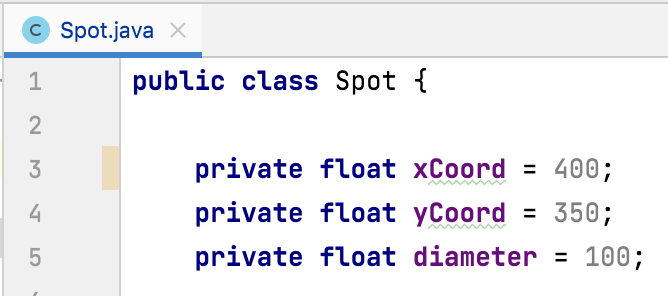 C Spot.java ×
1 public class Spot {
2
3     private float xCoord = 400;
4     private float yCoord = 350;
5     private float diameter = 100;